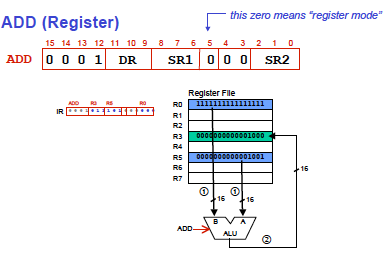 ADD (Register)
this zero means “register mode”
15 14 13 12 11 10 9 8 7 6 5 4 3 2 1 0
ADD 0 0 0 1 DR SR1 0 0 0 SR2
ADD R3 R5 R0
IR
Register File
R0 1111111111111111
R1
R2
R3 0000000000001000
R4
R5 0000000000001001
R6
R7
16
① ①
16 16
B A
ADD
ALU
②